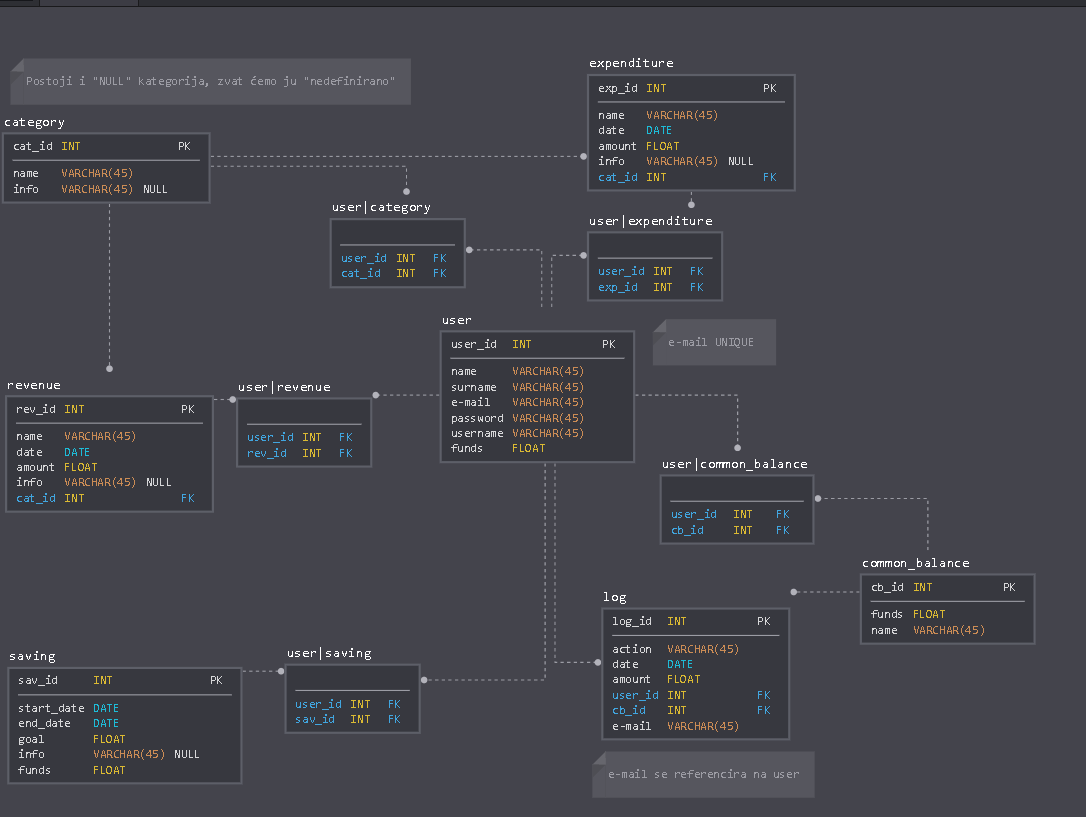 Postoji i "NULL" kategorija, zvat ćemo ju "nedefinirano"
category
cat_id INT PK
name VARCHAR(45)
info VARCHAR(45) NULL
expenditure
exp_id INT PK
name VARCHAR(45)
date DATE
amount FLOAT
info VARCHAR(45) NULL
cat_id INT FK
user|category
user_id INT FK
cat_id INT FK
user|expenditure
user_id INT FK
exp_id INT FK
user
user_id INT PK
name VARCHAR(45)
surname VARCHAR(45)
e-mail VARCHAR(45)
password VARCHAR(45)
username VARCHAR(45)
funds FLOAT
e-mail UNIQUE
revenue
rev_id INT PK
name VARCHAR(45)
date DATE
amount FLOAT
info VARCHAR(45) NULL
cat_id INT FK
user|revenue
user_id INT FK
rev_id INT FK
user|common_balance
user_id INT FK
cb_id INT FK
common_balance
cb_id INT PK
funds FLOAT
name VARCHAR(45)
log
log_id INT PK
action VARCHAR(45)
date DATE
amount FLOAT
user_id INT FK
cb_id INT FK
e-mail VARCHAR(45)
saving
sav_id INT PK
start_date DATE
end_date DATE
goal FLOAT
info VARCHAR(45) NULL
funds FLOAT
user|saving
user_id INT FK
sav_id INT FK
e-mail se referencira na user